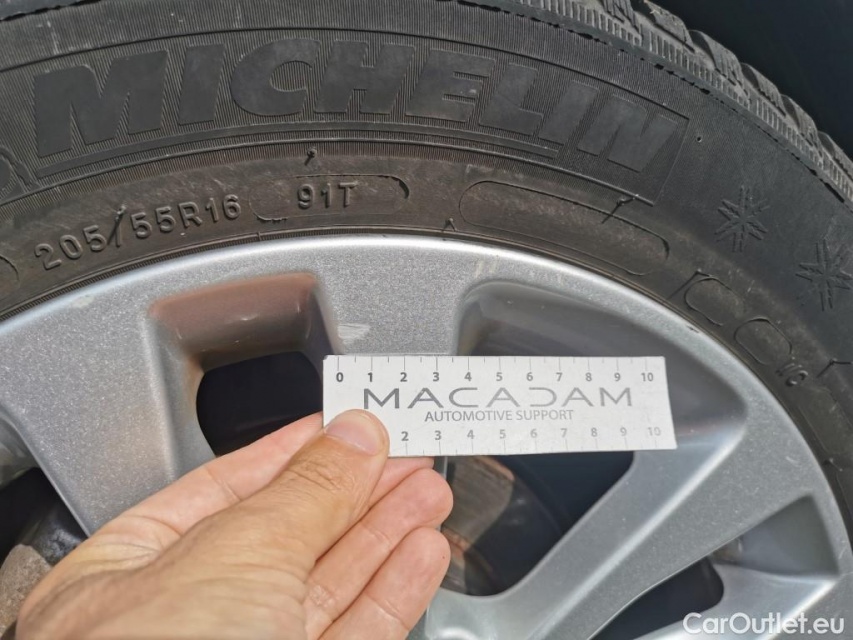 MICHELIN
205/55R16 91T
0 1 2 3 4 5 6 7 8 9 10
MACADAM
AUTOMOTIVE SUPPORT
2 3 4 5 6 7 8 9 10
CarOutlet.eu